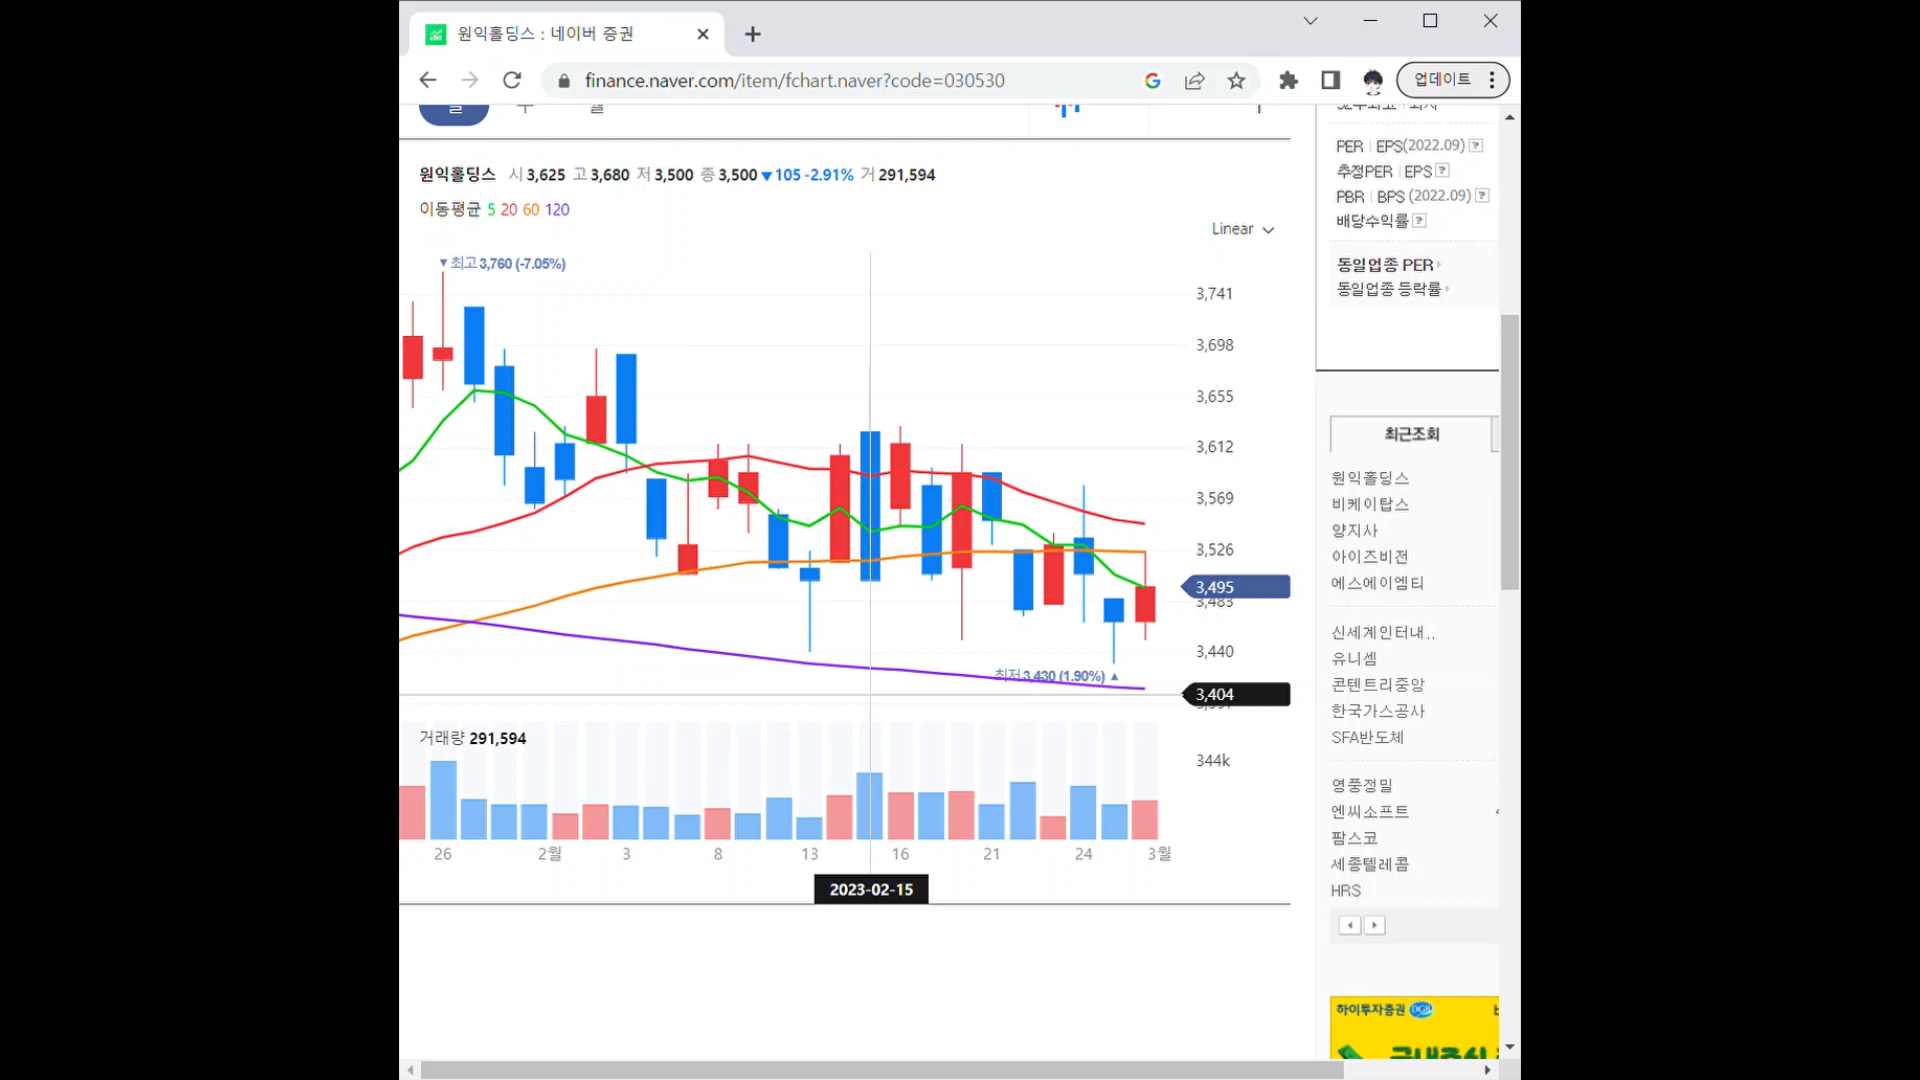 원익홀딩스 : 네이버 증권
finance.naver.com/item/fchart.naver?code=030530
업데이트
원익홀딩스 시 3,625 고 3,680 저 3,500 종 3,500 ▼105 -2.91% 거 291,594
이동평균 5 20 60 120
Linear
▼최고 3,760 (-7.05%)
3,741
3,698
3,655
3,612
3,569
3,526
3,495
3,483
3,440
최저 3,430 (1.90%) ▲
3,404
거래량 291,594
344k
26 2월 3 8 13 16 21 24 3월
2023-02-15
PER | EPS(2022.09) ?
추정PER | EPS ?
PBR | BPS (2022.09) ?
배당수익률 ?
동일업종 PER
동일업종 등락률
최근조회
원익홀딩스
비케이탑스
양지사
아이즈비전
에스에이엠티
신세계인터내..
유니셈
콘텐트리중앙
한국가스공사
SFA반도체
영풍정밀
엔씨소프트
팜스코
세종텔레콤
HRS
하이투자증권 DGB